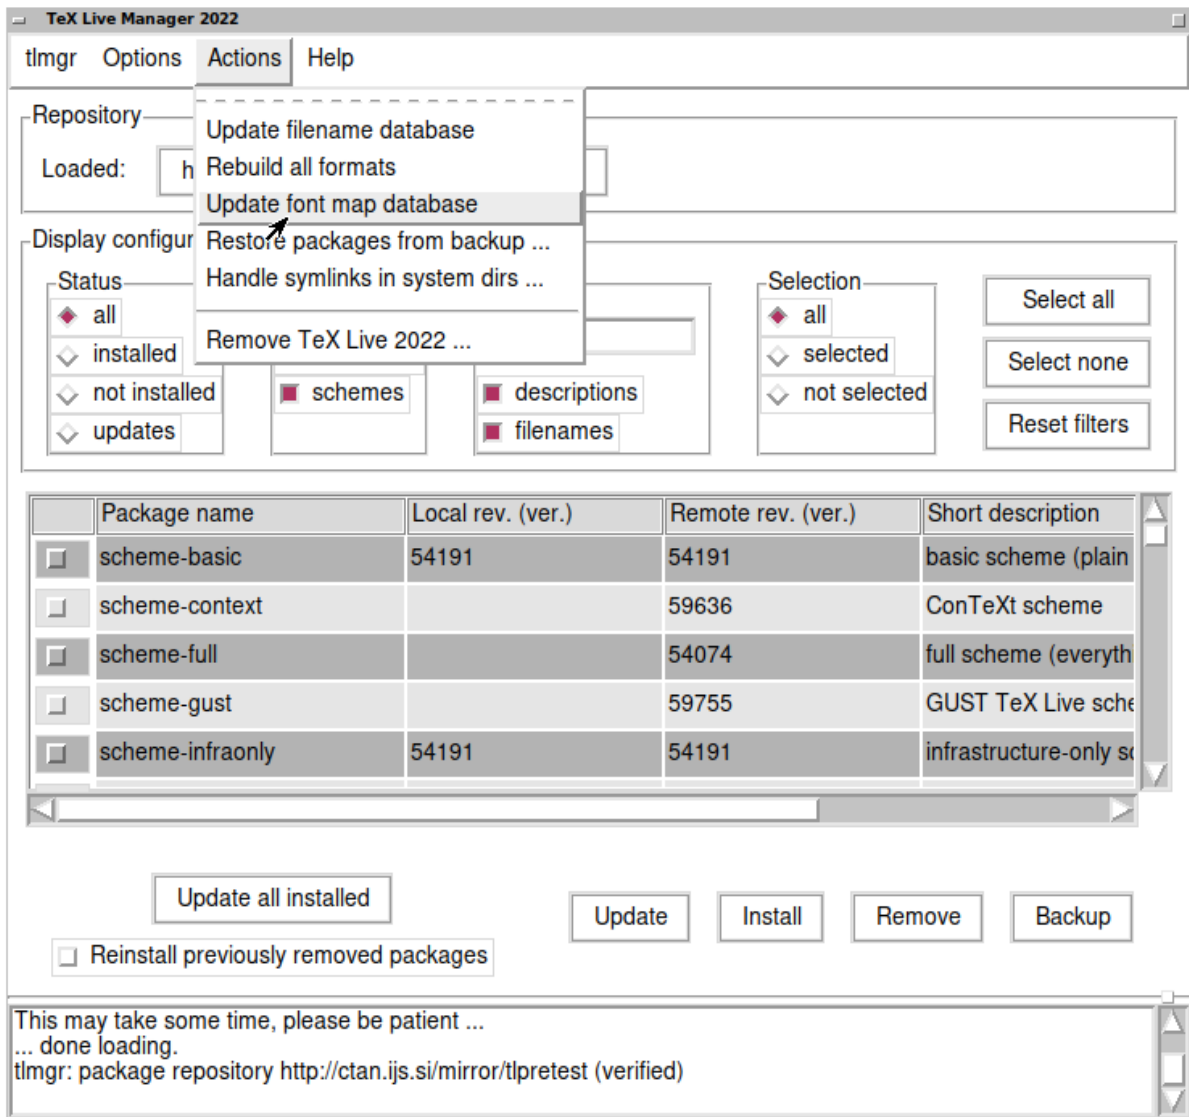 TeX Live Manager 2022
tlmgr Options Actions Help
Repository
Loaded: h
Update filename database
Rebuild all formats
Update font map database
Restore packages from backup ...
Handle symlinks in system dirs ...
Remove TeX Live 2022 ...
Display configur
Status
all
installed
not installed
updates
schemes
descriptions
filenames
Selection
all
selected
not selected
Select all
Select none
Reset filters
Package name Local rev. (ver.) Remote rev. (ver.) Short description
scheme-basic 54191 54191 basic scheme (plain
scheme-context 59636 ConTeXt scheme
scheme-full 54074 full scheme (everyth
scheme-gust 59755 GUST TeX Live sche
scheme-infraonly 54191 54191 infrastructure-only sc
Update all installed
Reinstall previously removed packages
Update Install Remove Backup
This may take some time, please be patient ...
... done loading.
tlmgr: package repository http://ctan.ijs.si/mirror/tlpretest (verified)